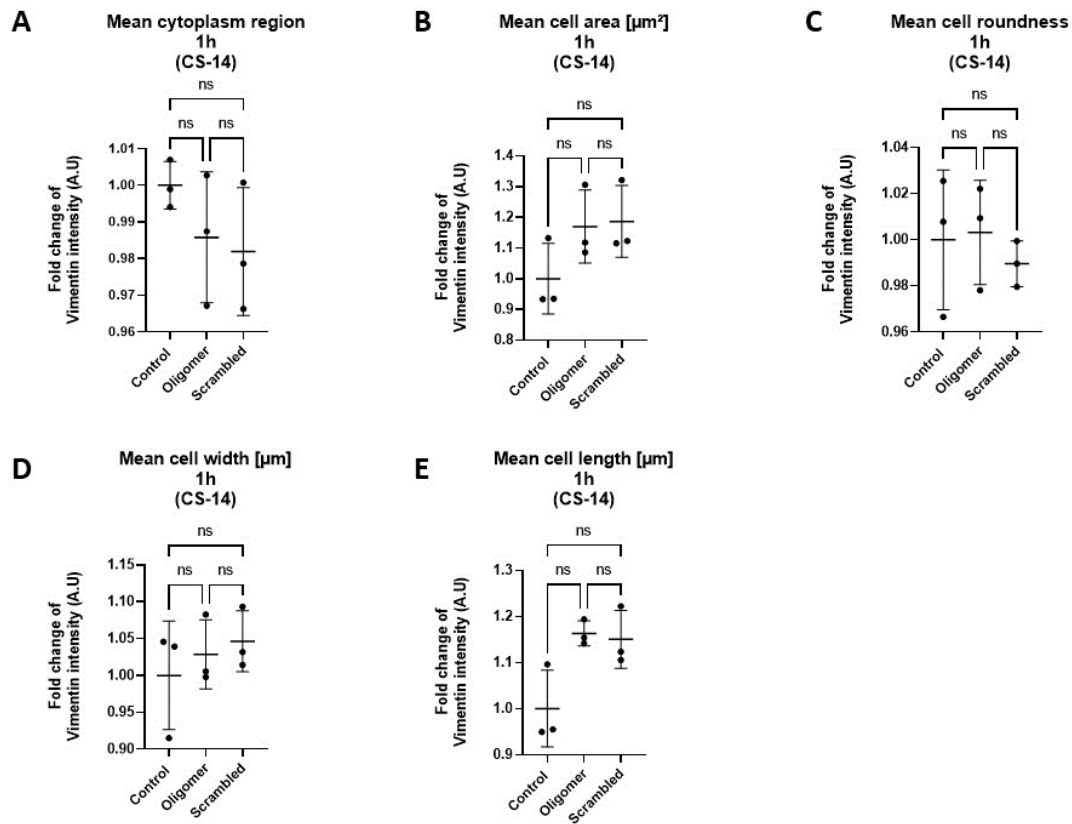 A
Mean cytoplasm region
1h
(CS-14)
ns
ns
ns
Fold change of
Vimentin intensity (A.U)
1.01
1.00
0.99
0.98
0.97
0.96
Control
Oligomer
Scrambled
B
Mean cell area [µm²]
1h
(CS-14)
ns
ns
ns
Fold change of
Vimentin intensity (A.U)
1.4
1.3
1.2
1.1
1.0
0.9
0.8
Control
Oligomer
Scrambled
C
Mean cell roundness
1h
(CS-14)
ns
ns
ns
Fold change of
Vimentin intensity (A.U)
1.04
1.02
1.00
0.98
0.96
Control
Oligomer
Scrambled
D
Mean cell width [µm]
1h
(CS-14)
ns
ns
ns
Fold change of
Vimentin intensity (A.U)
1.15
1.10
1.05
1.00
0.95
0.90
Control
Oligomer
Scrambled
E
Mean cell length [µm]
1h
(CS-14)
ns
ns
ns
Fold change of
Vimentin intensity (A.U)
1.3
1.2
1.1
1.0
0.9
Control
Oligomer
Scrambled